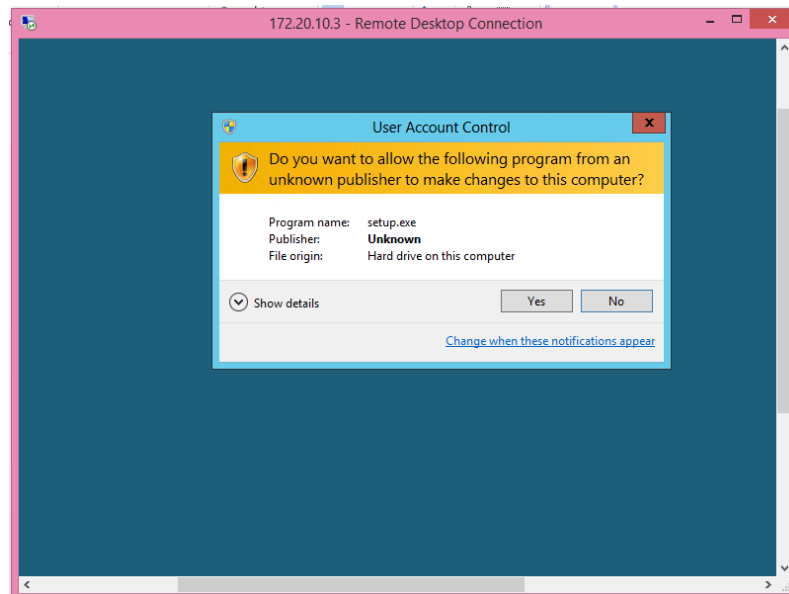 172.20.10.3 - Remote Desktop Connection
User Account Control
Do you want to allow the following program from an
unknown publisher to make changes to this computer?
Program name: setup.exe
Publisher: Unknown
File origin: Hard drive on this computer
Show details
Yes No
Change when these notifications appear